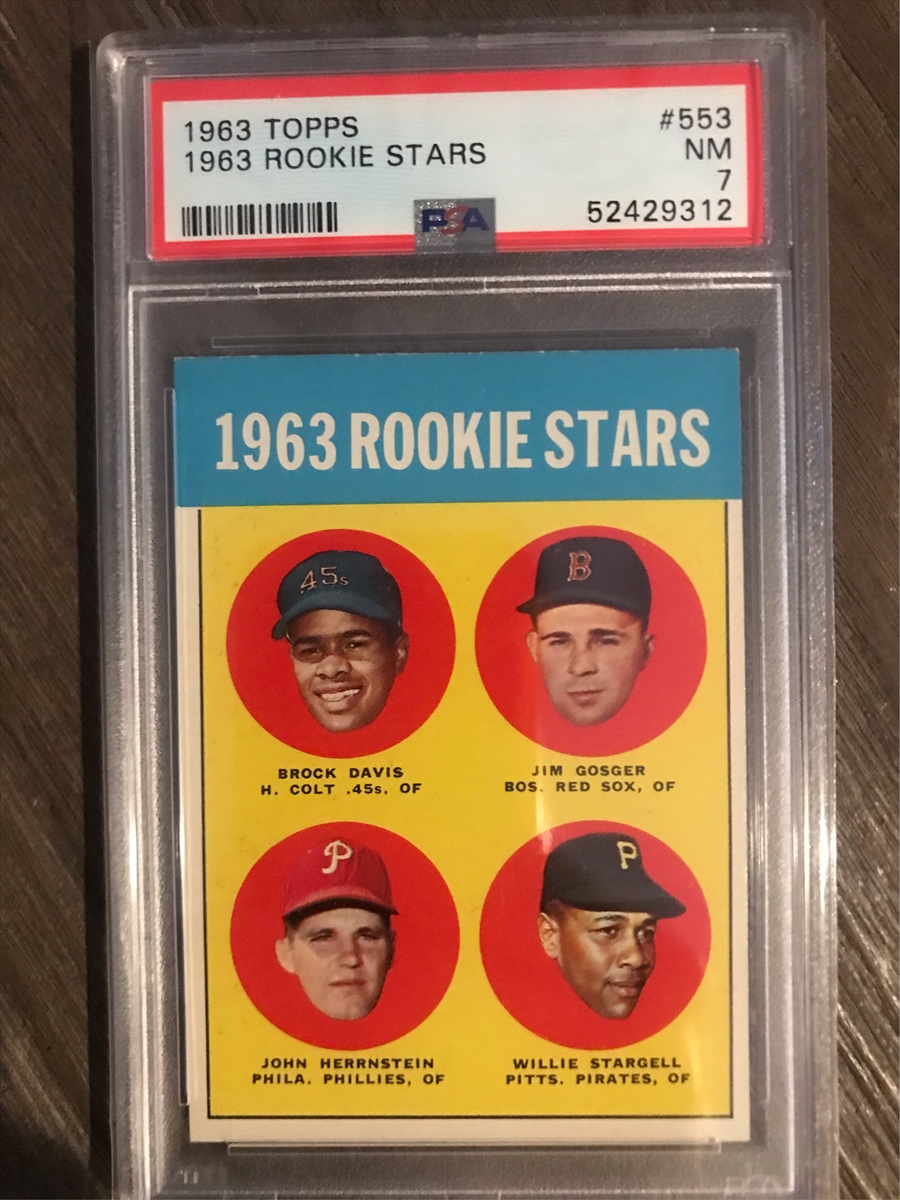 1963 TOPPS #553
1963 ROOKIE STARS NM
7
PSA 52429312
1963 ROOKIE STARS
.45s
B
BROCK DAVIS
H. COLT .45s, OF
JIM GOSGER
BOS. RED SOX, OF
P
P
JOHN HERRNSTEIN
PHILA. PHILLIES, OF
WILLIE STARGELL
PITTS. PIRATES, OF
PSA